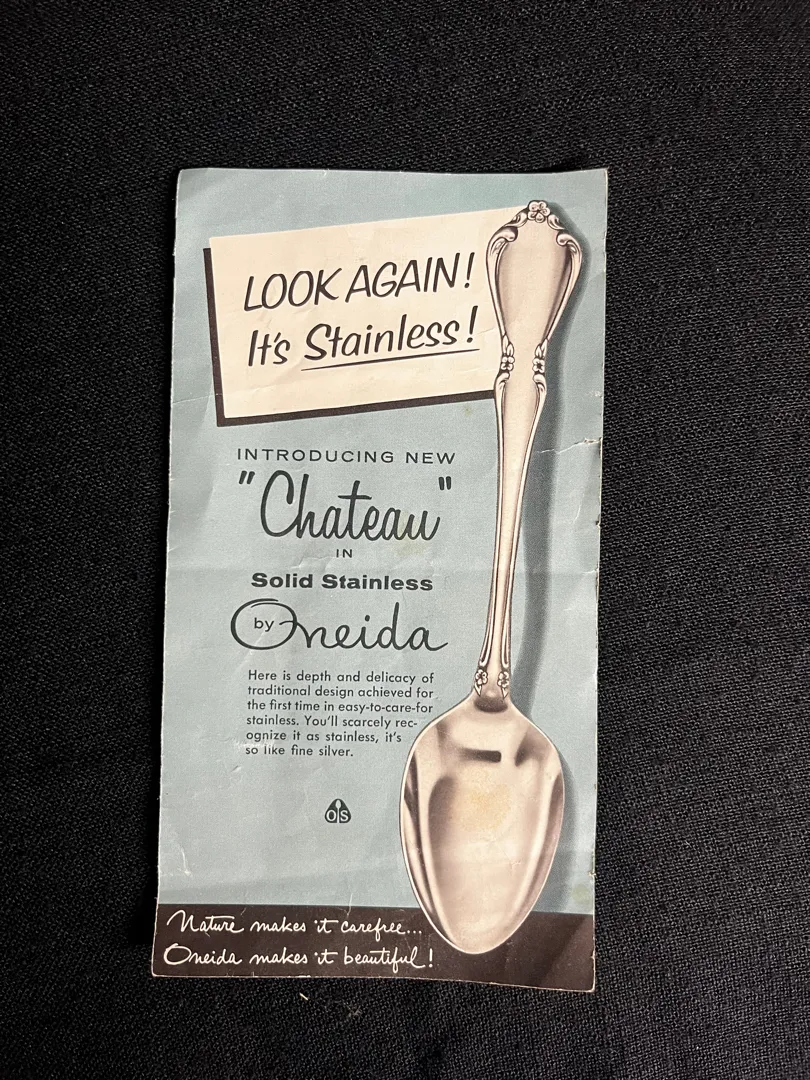 LOOK AGAIN!
It's Stainless!
INTRODUCING NEW
"Chateau"
IN
Solid Stainless
by Oneida
Here is depth and delicacy of
traditional design achieved for
the first time in easy-to-care-for
stainless. You'll scarcely rec-
ognize it as stainless, it's
so like fine silver.
OS
Nature makes it carefree...
Oneida makes it beautiful!